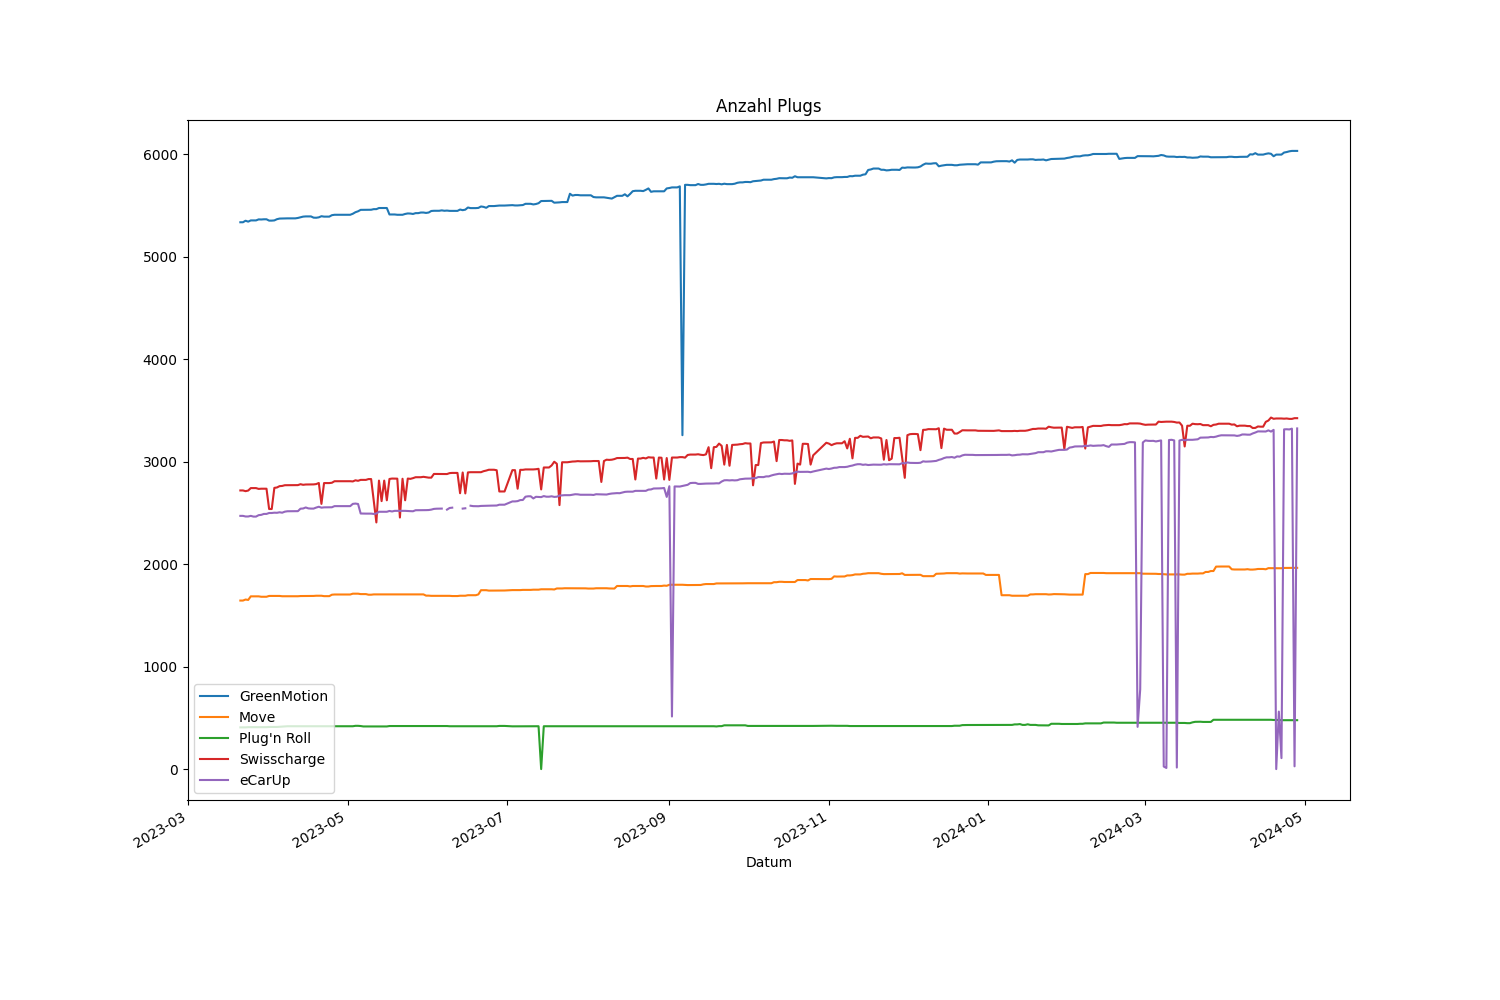 Anzahl Plugs
6000
5000
4000
3000
2000
1000
0
GreenMotion
Move
Plug'n Roll
Swisscharge
eCarUp
2023-03
2023-05
2023-07
2023-09
2023-11
2024-01
2024-03
2024-05
Datum